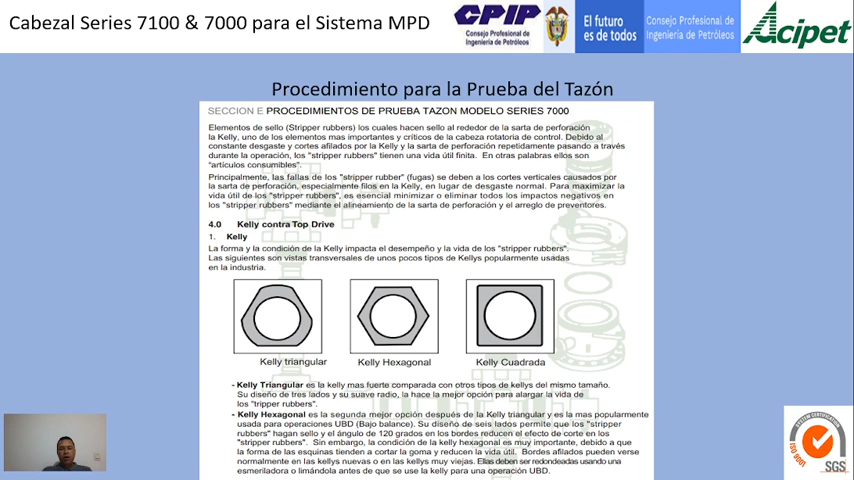 Cabezal Series 7100 & 7000 para el Sistema MPD
CPIP
Consejo Profesional de
Ingeniería de Petróleos
El futuro
es de todos
Consejo Profesional de
Ingeniería de Petróleos
Acipet
Procedimiento para la Prueba del Tazón
SECCION E PROCEDIMIENTOS DE PRUEBA TAZON MODELO SERIES 7000
Elementos de sello (Stripper rubbers) los cuales hacen sello al rededor de la sarta de perforación
la Kelly, uno de los elementos mas importantes y críticos de la cabeza rotatoria de control. Debido al
constante desgaste y cortes afilados por la Kelly y la sarta de perforación repetidamente pasando a través
durante la operación, los "stripper rubbers" tienen una vida útil finita. En otras palabras ellos son
"artículos consumibles".
Principalmente, las fallas de los "stripper rubber" (fugas) se deben a los cortes verticales causados por
la sarta de perforación, especialmente filos en la Kelly, en lugar de desgaste normal. Para maximizar la
vida útil de los "stripper rubbers", es esencial minimizar o eliminar todos los impactos negativos en
los "stripper rubbers" mediante el alineamiento de la sarta de perforación y el arreglo de preventores.
4.0 Kelly contra Top Drive
1. Kelly
La forma y la condición de la Kelly impacta el desempeño y la vida de los "stripper rubbers".
Las siguientes son vistas transversales de unos pocos tipos de Kellys popularmente usadas
en la industria.
Kelly triangular Kelly Hexagonal Kelly Cuadrada
- Kelly Triangular es la kelly mas fuerte comparada con otros tipos de kellys del mismo tamaño.
Su diseño de tres lados y su suave radio, la hace la mejor opción para alargar la vida de
los "tripper rubbers".
- Kelly Hexagonal es la segunda mejor opción después de la Kelly triangular y es la mas popularmente
usada para operaciones UBD (Bajo balance). Su diseño de seis lados permite que los "stripper
rubbers" hagan sello y el ángulo de 120 grados en los bordes reducen el efecto de corte en los
"stripper rubbers". Sin embargo, la condición de la kelly hexagonal es muy importante, debido a que
la forma de las esquinas tienden a cortar la goma y reducen la vida útil. Bordes afilados pueden verse
normalmente en las kellys nuevas o en las kellys muy viejas. Ellas deben ser redondeadas usando una
esmeriladora o limándola antes de que se use la kelly para una operación UBD.
SYSTEM CERTIFICATION
ISO 9001
SGS